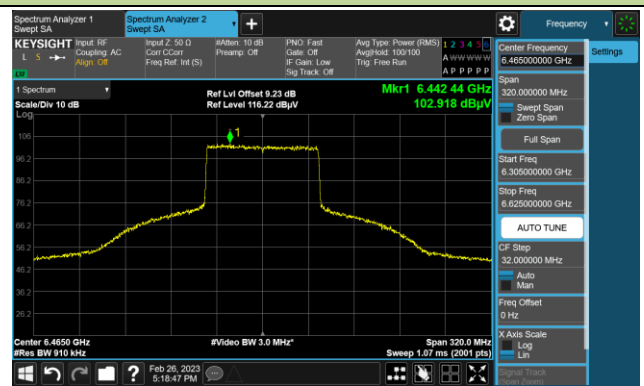 Spectrum Analyzer 1
Swept SA
Spectrum Analyzer 2
Swept SA
Frequency
KEYSIGHT
L S
LV
Input: RF
Coupling: AC
Align: Off
Input Z: 50 Ω
Corr CCorr
Freq Ref: Int (S)
#Atten: 10 dB
Preamp: Off
PNO: Fast
Gate: Off
IF Gain: Low
Sig Track: Off
Avg Type: Power (RMS)
Avg|Hold: 100/100
Trig: Free Run
1 2 3 4 5 6
A W W W W W
A P P P P P
1 Spectrum
Scale/Div 10 dB
Ref Lvl Offset 9.23 dB
Ref Level 116.22 dBµV
Mkr1 6.442 44 GHz
102.918 dBµV
Log
1
106
96.2
86.2
76.2
66.2
56.2
46.2
36.2
26.2
Center 6.4650 GHz
#Res BW 910 kHz
#Video BW 3.0 MHz*
Span 320.0 MHz
Sweep 1.07 ms (2001 pts)
Feb 26, 2023
5:18:47 PM
Center Frequency
6.465000000 GHz
Settings
Span
320.000000 MHz
Swept Span
Zero Span
Full Span
Start Freq
6.305000000 GHz
Stop Freq
6.625000000 GHz
AUTO TUNE
CF Step
32.000000 MHz
Auto
Man
Freq Offset
0 Hz
X Axis Scale
Log
Lin
Signal Track
(Span Zoom)